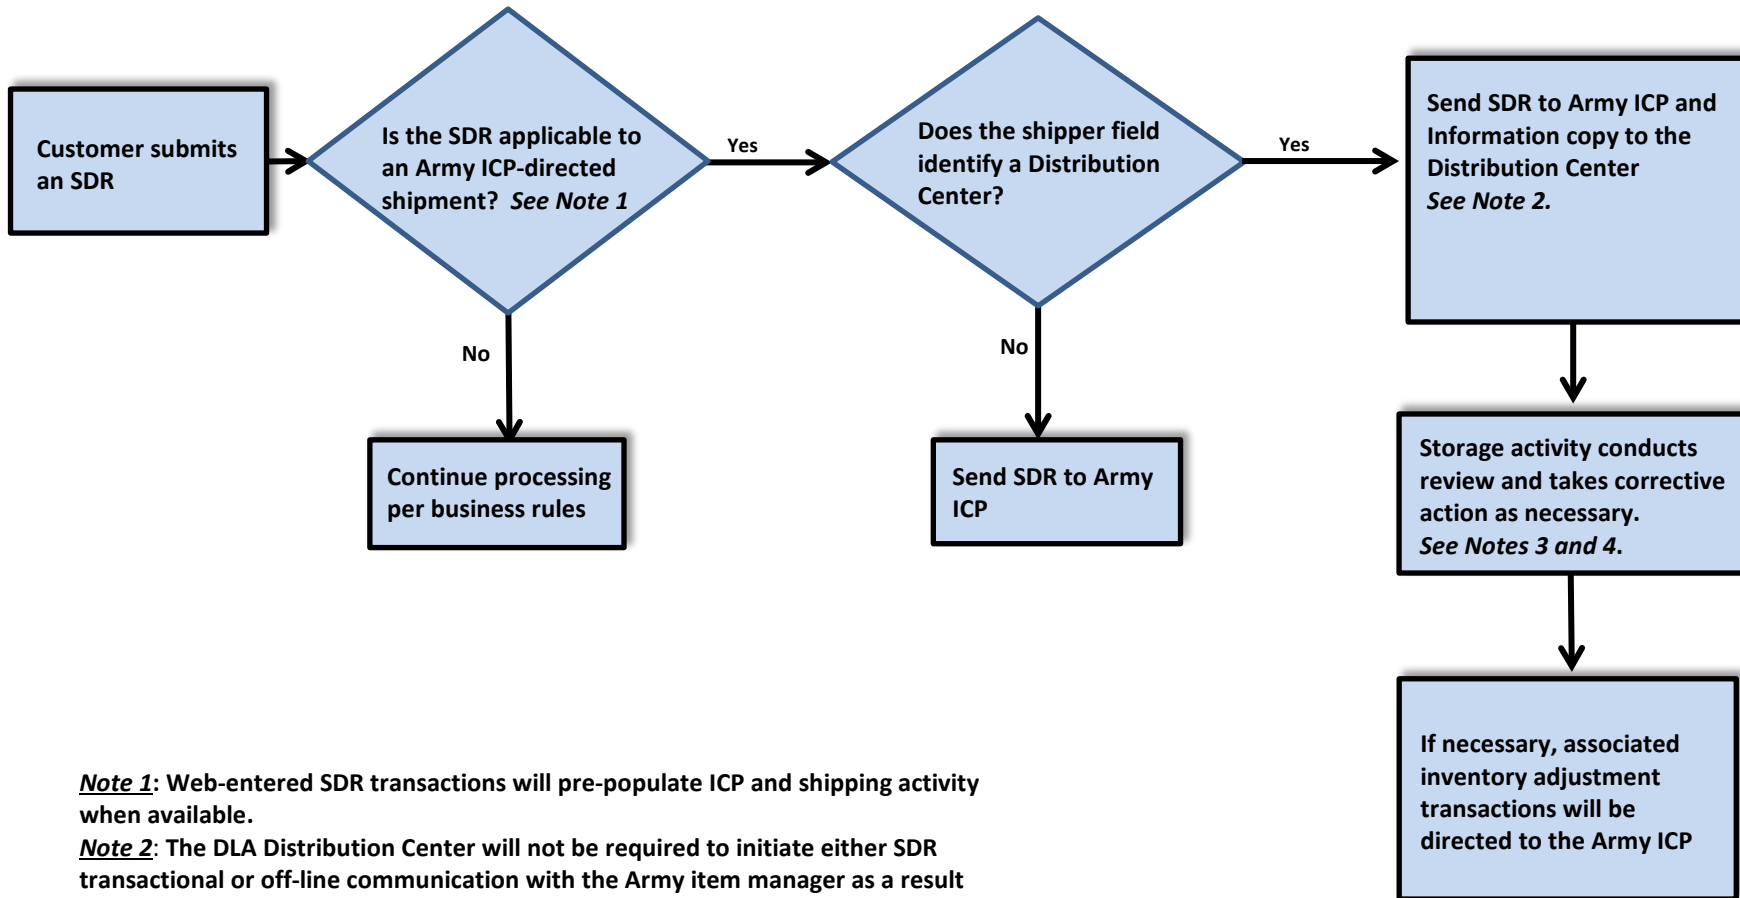 Customer submits
an SDR
Is the SDR applicable to
an Army ICP-directed
shipment?  See Note 1
Yes
Does the shipper field
identify a Distribution
Center?
Yes
Send SDR to Army ICP and
Information copy to the
Distribution Center
See Note 2.
No
No
Continue processing
per business rules
Send SDR to Army
ICP
Storage activity conducts
review and takes corrective
action as necessary.
See Notes 3 and 4.
If necessary, associated
inventory adjustment
transactions will be
directed to the Army ICP
Note 1: Web-entered SDR transactions will pre-populate ICP and shipping activity
when available.
Note 2: The DLA Distribution Center will not be required to initiate either SDR
transactional or off-line communication with the Army item manager as a result